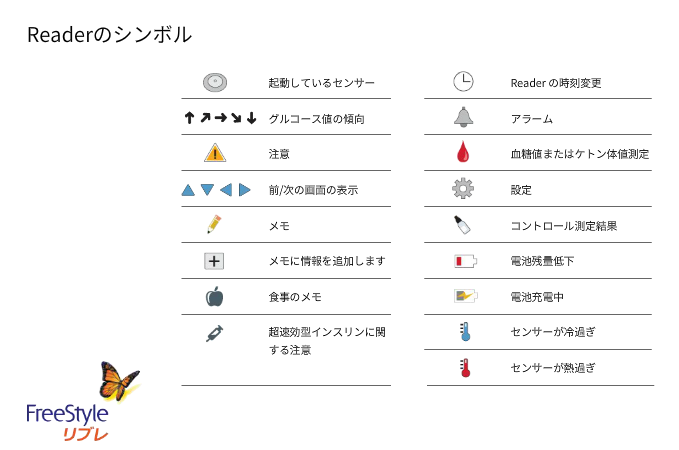 Readerのシンボル
起動しているセンサー
グルコース値の傾向
注意
前/次の画面の表示
メモ
メモに情報を追加します
食事のメモ
超速効型インスリンに関
する注意
Reader の時刻変更
アラーム
血糖値またはケトン体値測定
設定
コントロール測定結果
電池残量低下
電池充電中
センサーが冷過ぎ
センサーが熱過ぎ
FreeStyle
リブレ